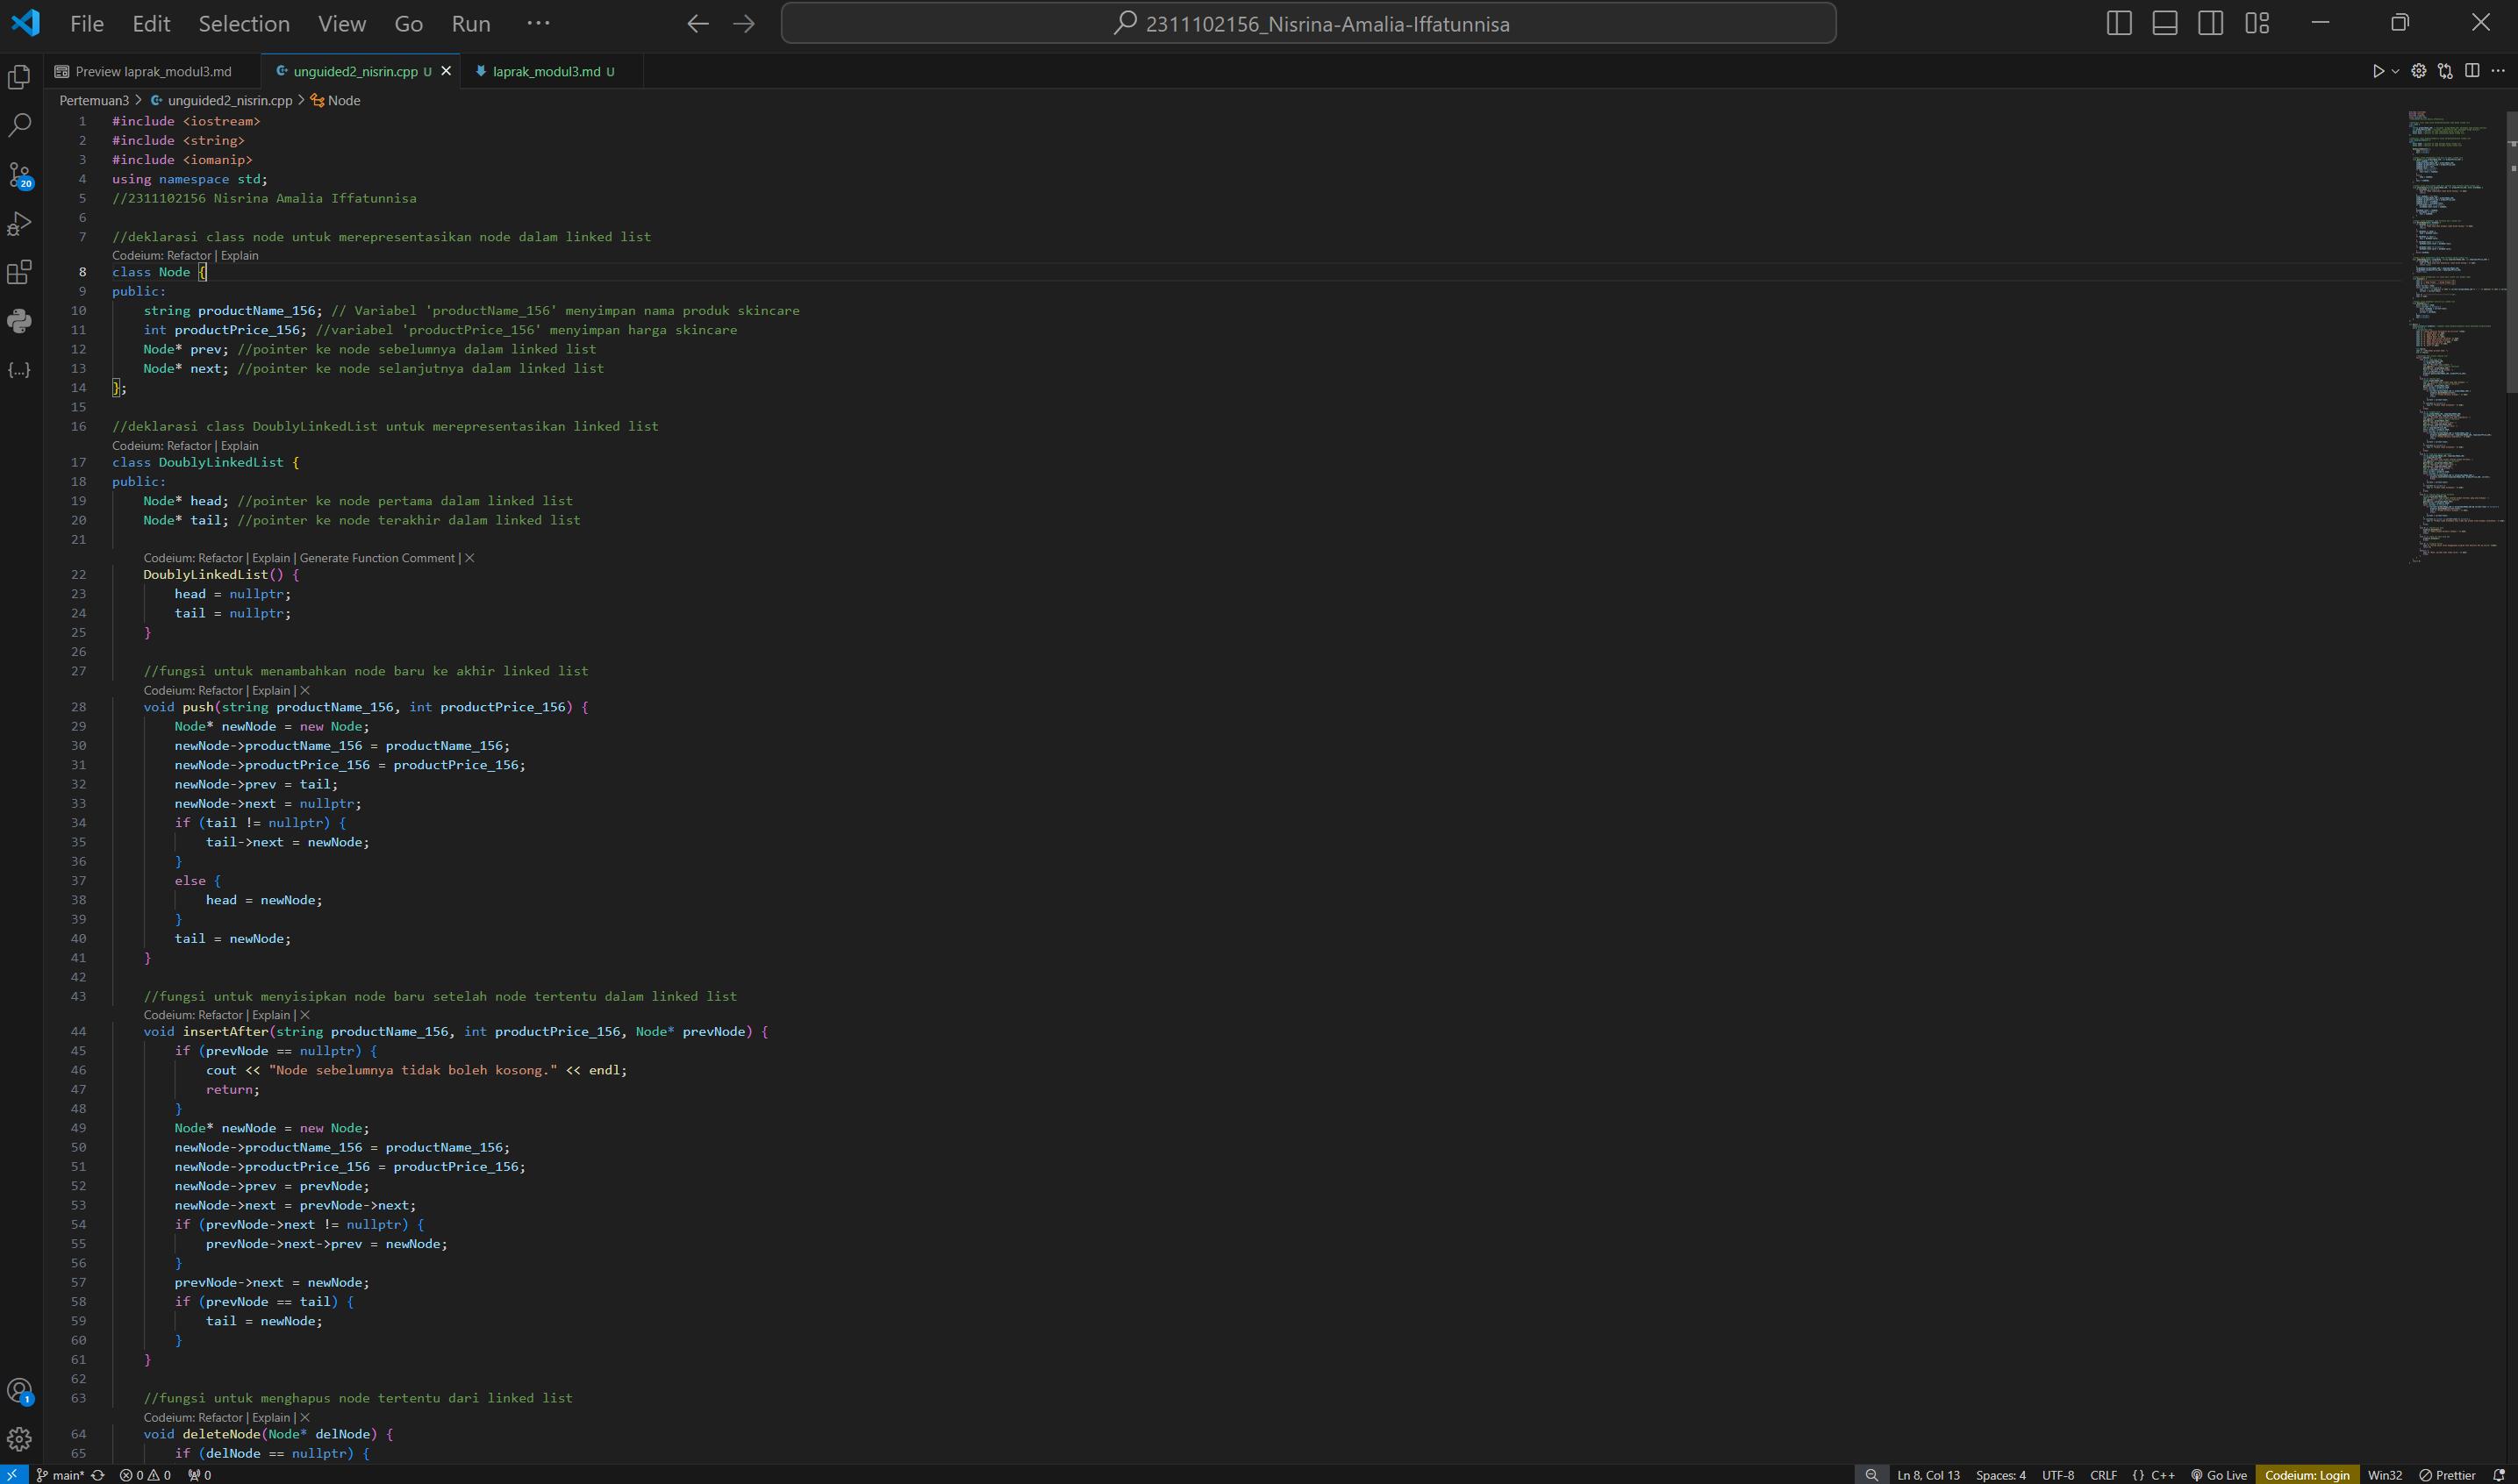 File Edit Selection View Go Run ···
2311102156_Nisrina-Amalia-Iffatunnisa
Preview laprak_modul3.md
unguided2_nisrin.cpp U
laprak_modul3.md U
Pertemuan3 > unguided2_nisrin.cpp > Node
1 #include <iostream>
2 #include <string>
3 #include <iomanip>
4 using namespace std;
5 //2311102156 Nisrina Amalia Iffatunnisa
6
7 //deklarasi class node untuk merepresentasikan node dalam linked list
Codeium: Refactor | Explain
8 class Node {
9 public:
10 string productName_156; // Variabel 'productName_156' menyimpan nama produk skincare
11 int productPrice_156; //variabel 'productPrice_156' menyimpan harga skincare
12 Node* prev; //pointer ke node sebelumnya dalam linked list
13 Node* next; //pointer ke node selanjutnya dalam linked list
14 };
15
16 //deklarasi class DoublyLinkedList untuk merepresentasikan linked list
Codeium: Refactor | Explain
17 class DoublyLinkedList {
18 public:
19 Node* head; //pointer ke node pertama dalam linked list
20 Node* tail; //pointer ke node terakhir dalam linked list
21
Codeium: Refactor | Explain | Generate Function Comment | ×
22 DoublyLinkedList() {
23 head = nullptr;
24 tail = nullptr;
25 }
26
27 //fungsi untuk menambahkan node baru ke akhir linked list
Codeium: Refactor | Explain | ×
28 void push(string productName_156, int productPrice_156) {
29 Node* newNode = new Node;
30 newNode->productName_156 = productName_156;
31 newNode->productPrice_156 = productPrice_156;
32 newNode->prev = tail;
33 newNode->next = nullptr;
34 if (tail != nullptr) {
35 tail->next = newNode;
36 }
37 else {
38 head = newNode;
39 }
40 tail = newNode;
41 }
42
43 //fungsi untuk menyisipkan node baru setelah node tertentu dalam linked list
Codeium: Refactor | Explain | ×
44 void insertAfter(string productName_156, int productPrice_156, Node* prevNode) {
45 if (prevNode == nullptr) {
46 cout << "Node sebelumnya tidak boleh kosong." << endl;
47 return;
48 }
49 Node* newNode = new Node;
50 newNode->productName_156 = productName_156;
51 newNode->productPrice_156 = productPrice_156;
52 newNode->prev = prevNode;
53 newNode->next = prevNode->next;
54 if (prevNode->next != nullptr) {
55 prevNode->next->prev = newNode;
56 }
57 prevNode->next = newNode;
58 if (prevNode == tail) {
59 tail = newNode;
60 }
61 }
62
63 //fungsi untuk menghapus node tertentu dari linked list
Codeium: Refactor | Explain | ×
64 void deleteNode(Node* delNode) {
65 if (delNode == nullptr) {
20
1
main* 0 0 0 Ln 8, Col 13 Spaces: 4 UTF-8 CRLF {} C++ Go Live Codeium: Login Win32 Prettier